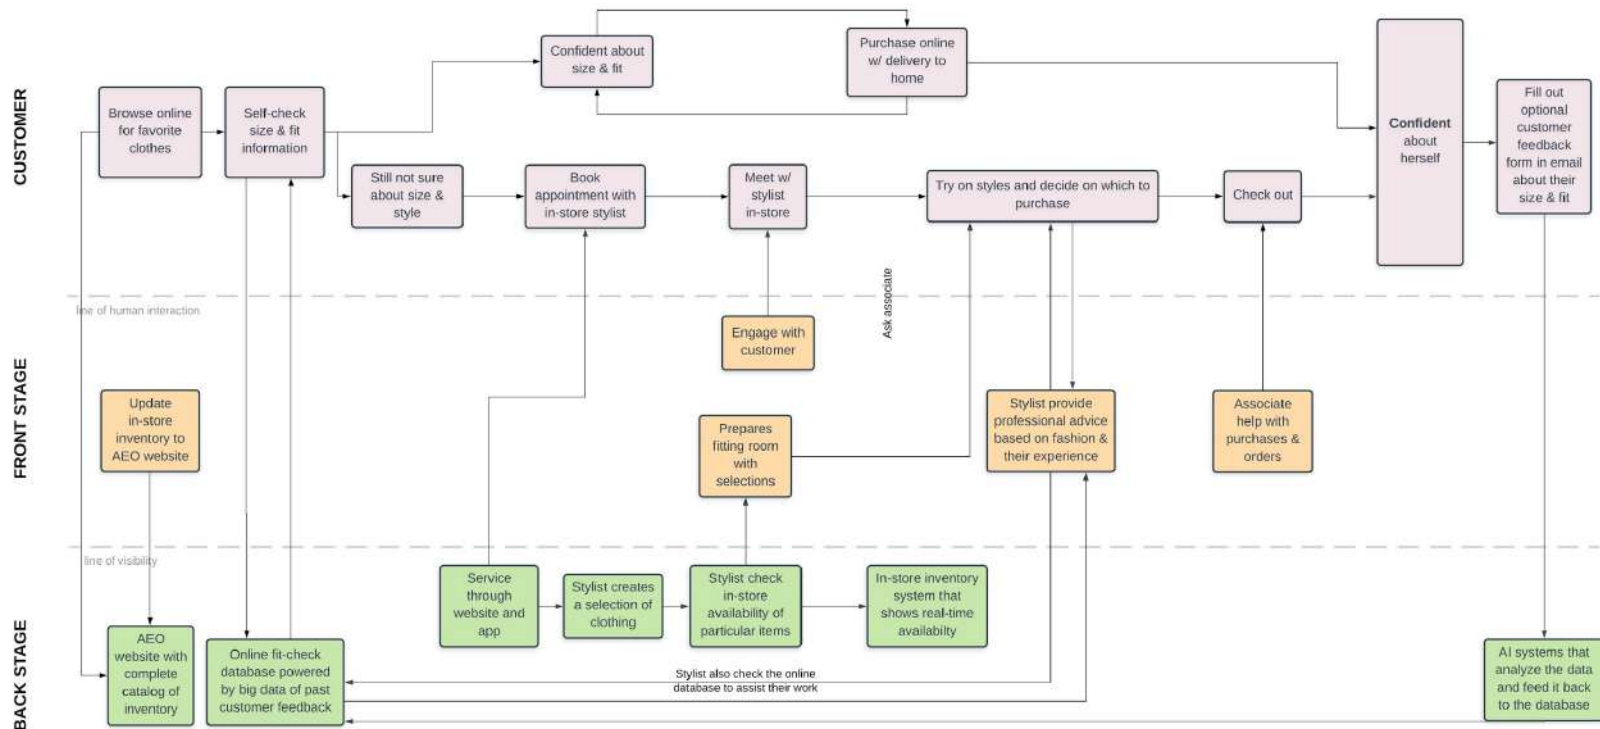 CUSTOMER
Browse online
for favorite
clothes
Self-check
size & fit
information
Confident about
size & fit
Purchase online
w/ delivery to
home
Still not sure
about size &
style
Book
appointment with
in-store stylist
Meet w/
stylist
in-store
Try on styles and decide on which to
purchase
Check out
Confident
about
herself
Fill out
optional
customer
feedback
form in email
about their
size & fit
line of human interaction
FRONT STAGE
Update
in-store
inventory to
AEO website
Engage with
customer
Ask associate
Prepares
fitting room
with
selections
Stylist provide
professional advice
based on fashion &
their experience
Associate
help with
purchases &
orders
line of visibility
BACK STAGE
AEO
website with
complete
catalog of
inventory
Online fit-check
database powered
by big data of past
customer feedback
Service
through
website and
app
Stylist creates
a selection of
clothing
Stylist check
in-store
availability of
particular items
In-store inventory
system that
shows real-time
availabilty
Stylist also check the online
database to assist their work
AI systems that
analyze the data
and feed it back
to the database